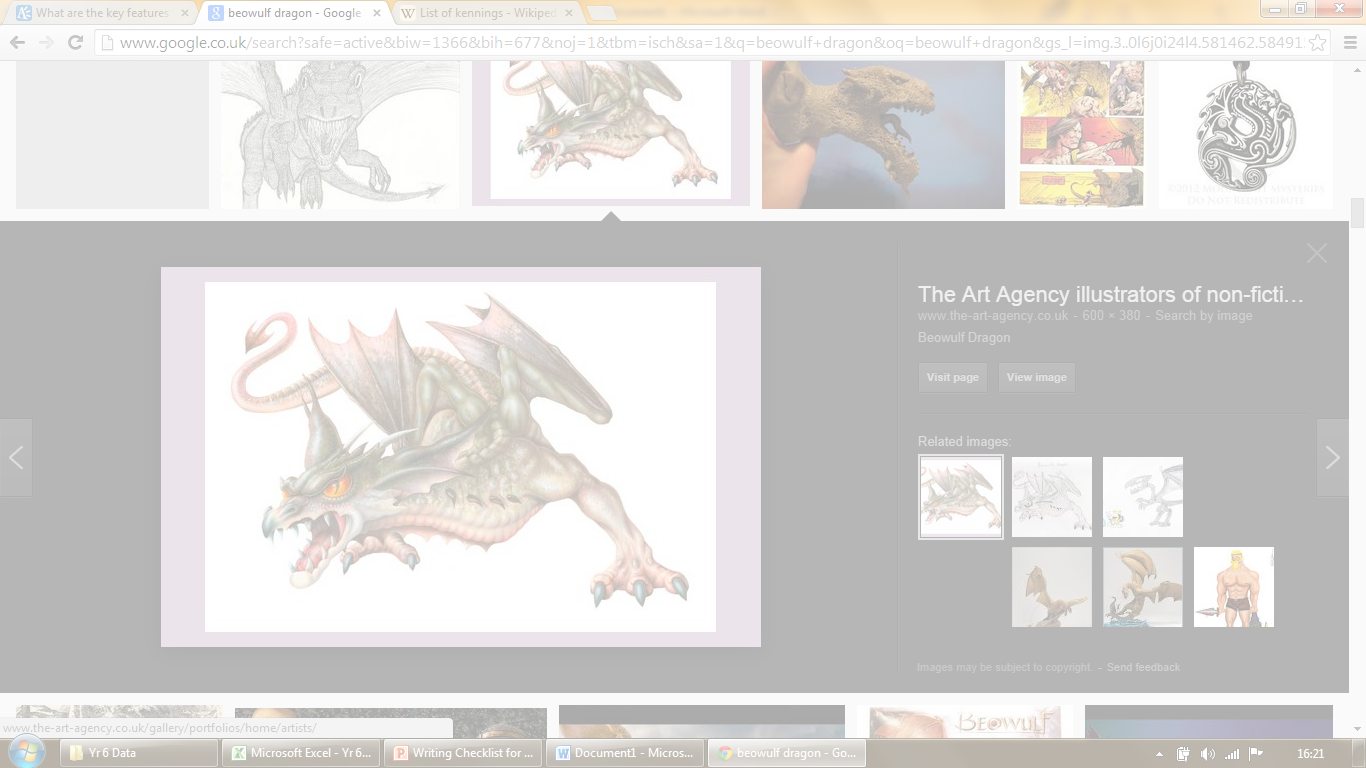 What are the key features
beowulf dragon - Google
List of kennings - Wikiped
www.google.co.uk/search?safe=active&biw=1366&bih=677&noj=1&tbm=isch&sa=1&q=beowulf+dragon&oq=beowulf+dragon&gs_l=img.3..0l6j0i24l4.581462.58491
DO NOT REDISTRIBUTE
The Art Agency illustrators of non-ficti...
www.the-art-agency.co.uk - 600 × 380 - Search by image
Beowulf Dragon
Visit page
View image
Related images:
Images may be subject to copyright. - Send feedback
BEOWULF
www.the-art-agency.co.uk/gallery/portfolios/home/artists/
Yr 6 Data
Microsoft Excel - Yr 6...
Writing Checklist for ...
Document1 - Micros...
beowulf dragon - Go...
16:21